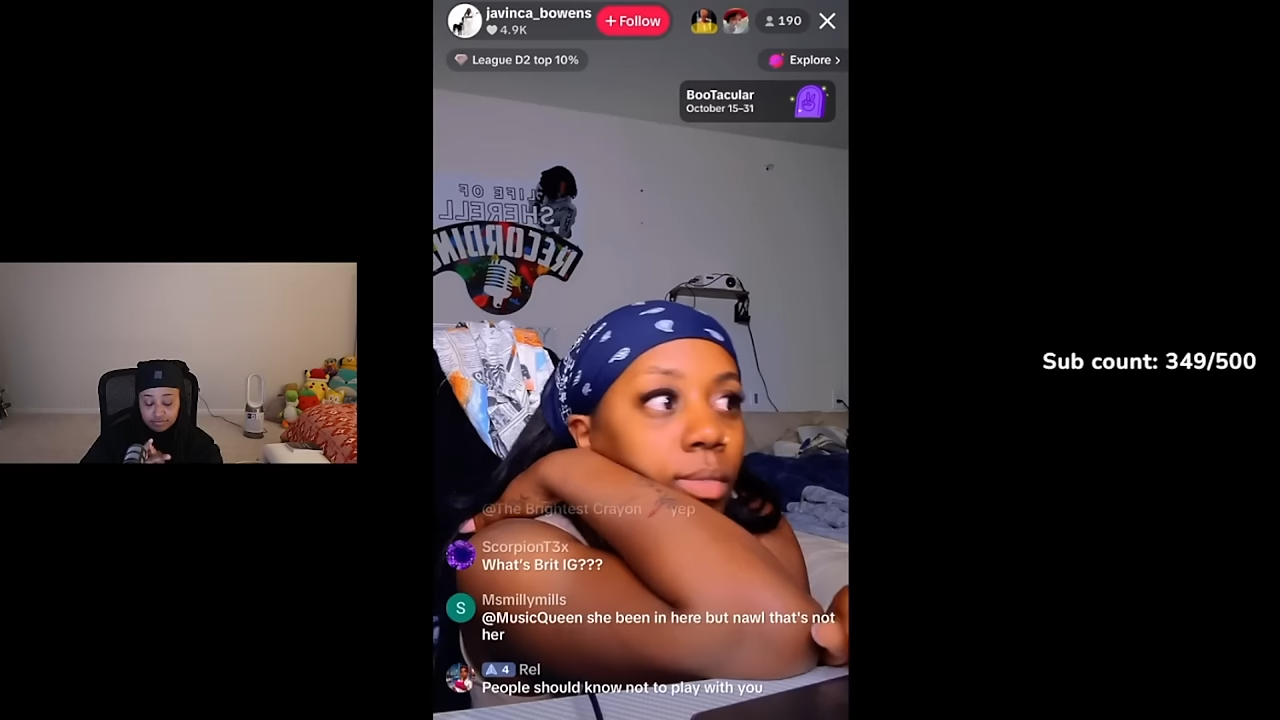 javinca_bowens
+ Follow
190
4.9K
League D2 top 10%
Explore >
BooTacular
October 15–31
LIFE OF
SHERELL
RECORDIN
@The Brightest Crayon yep
ScorpionT3x
What's Brit IG???
S
Msmillymills
@MusicQueen she been in here but nawl that's not
her
4 Rel
People should know not to play with you
Sub count: 349/500